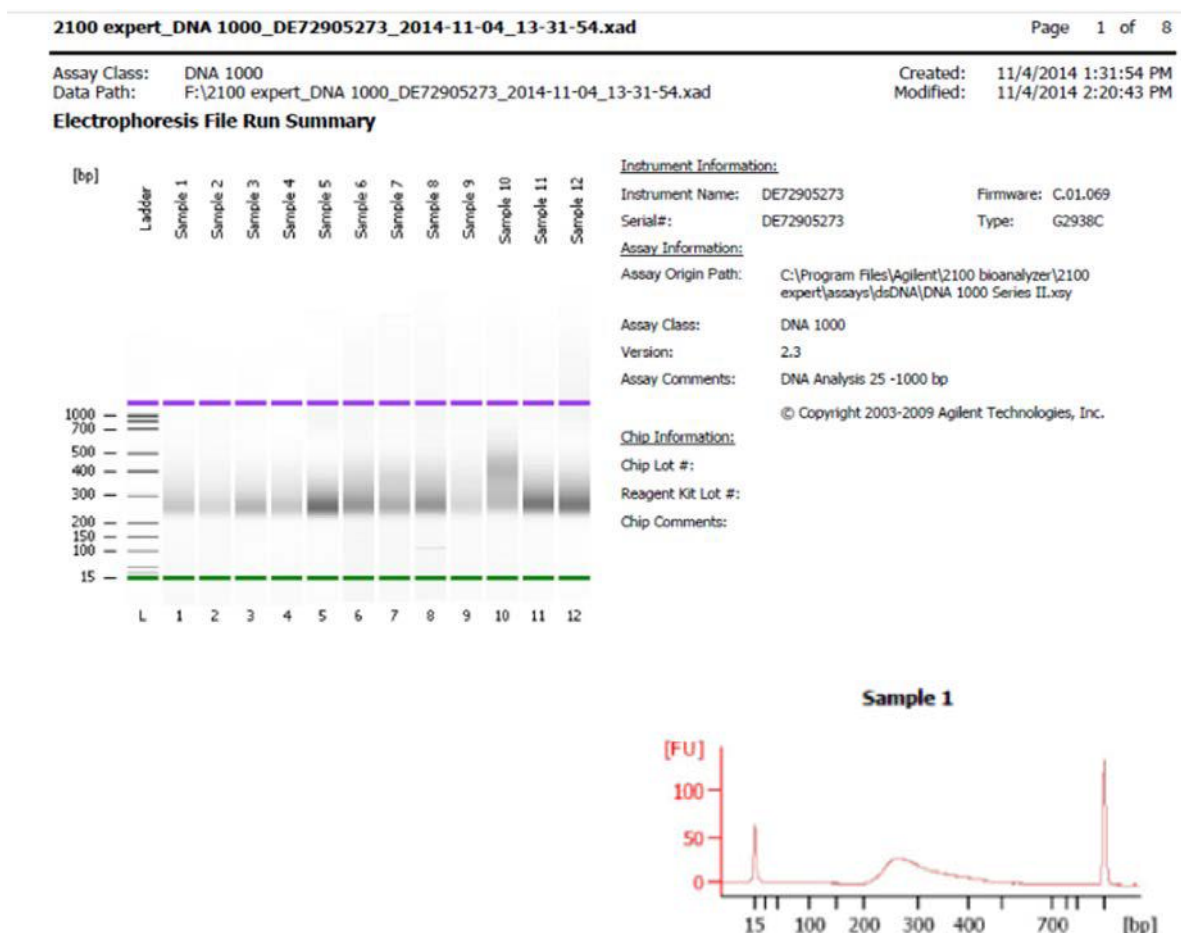 2100 expert_DNA 1000_DE72905273_2014-11-04_13-31-54.xad Page 1 of 8
Assay Class: DNA 1000 Created: 11/4/2014 1:31:54 PM
Data Path: F:\2100 expert_DNA 1000_DE72905273_2014-11-04_13-31-54.xad Modified: 11/4/2014 2:20:43 PM
Electrophoresis File Run Summary
[bp]
Ladder
Sample 1
Sample 2
Sample 3
Sample 4
Sample 5
Sample 6
Sample 7
Sample 8
Sample 9
Sample 10
Sample 11
Sample 12
1000
700
500
400
300
200
150
100
15
L 1 2 3 4 5 6 7 8 9 10 11 12
Instrument Information:
Instrument Name: DE72905273 Firmware: C.01.069
Serial#: DE72905273 Type: G2938C
Assay Information:
Assay Origin Path: C:\Program Files\Agilent\2100 bioanalyzer\2100
expert\assays\dsDNA\DNA 1000 Series II.xsy
Assay Class: DNA 1000
Version: 2.3
Assay Comments: DNA Analysis 25 -1000 bp
© Copyright 2003-2009 Agilent Technologies, Inc.
Chip Information:
Chip Lot #:
Reagent Kit Lot #:
Chip Comments:
Sample 1
[FU]
100
50
0
15 100 200 300 400 700 [bp]